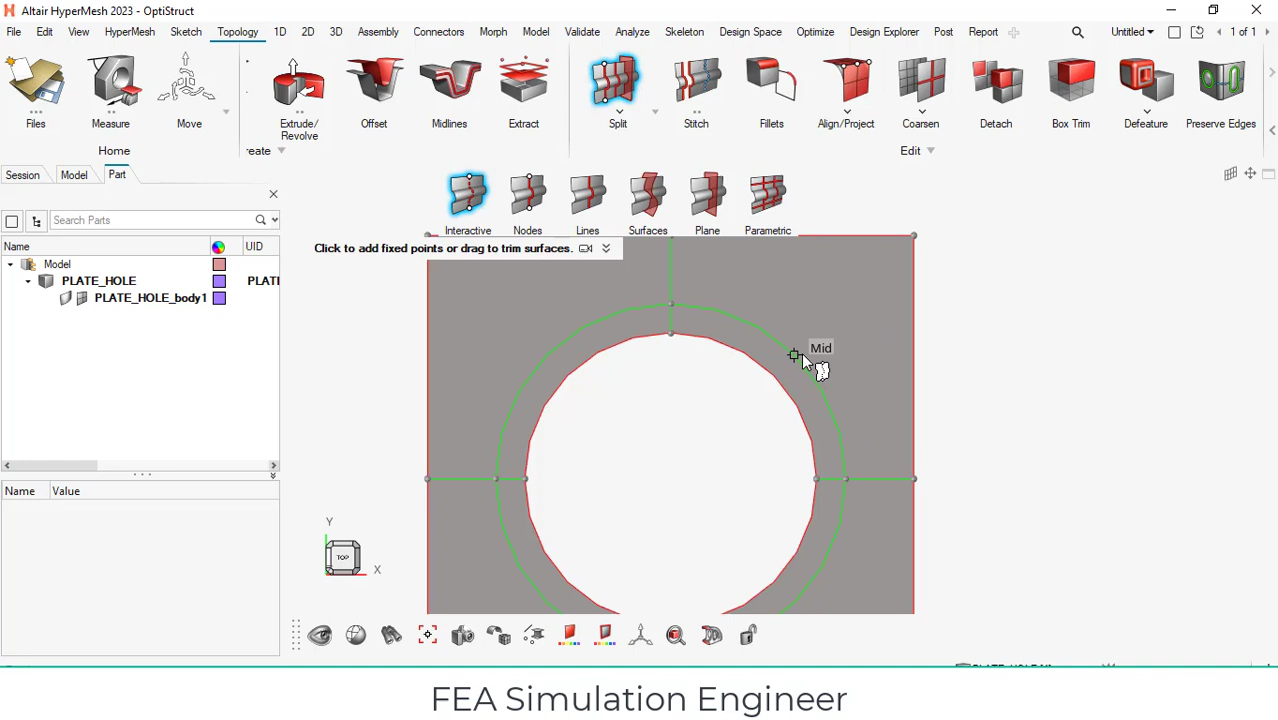 Altair HyperMesh 2023 - OptiStruct
File Edit View HyperMesh Sketch Topology 1D 2D 3D Assembly Connectors Morph Model Validate Analyze Skeleton Design Space Optimize Design Explorer Post Report Untitled 1 of 1
Files Measure Move Extrude/ Offset Midlines Extract Split Stitch Fillets Align/Project Coarsen Detach Box Trim Defeature Preserve Edges
Revolve
Home reate Edit
Session Model Part
Interactive Nodes Lines Surfaces Plane Parametric
Search Parts
Click to add fixed points or drag to trim surfaces.
Name UID
Model
PLATE_HOLE PLAT
PLATE_HOLE_body1
Mid
Name Value
Y
TOP
X
FEA Simulation Engineer